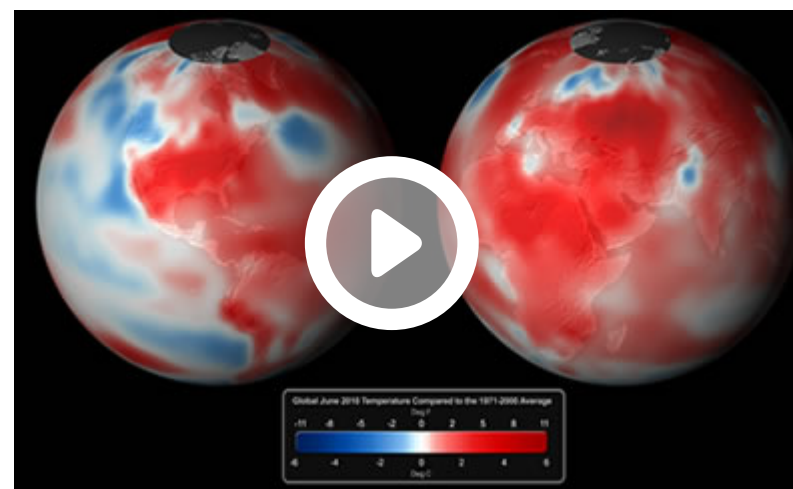 Global June 2010 Temperature Compared to the 1971-2000 Average
Deg F
-11 -8 -5 -2 0 2 5 8 11
-6 -4 -2 0 2 4 6
Deg C